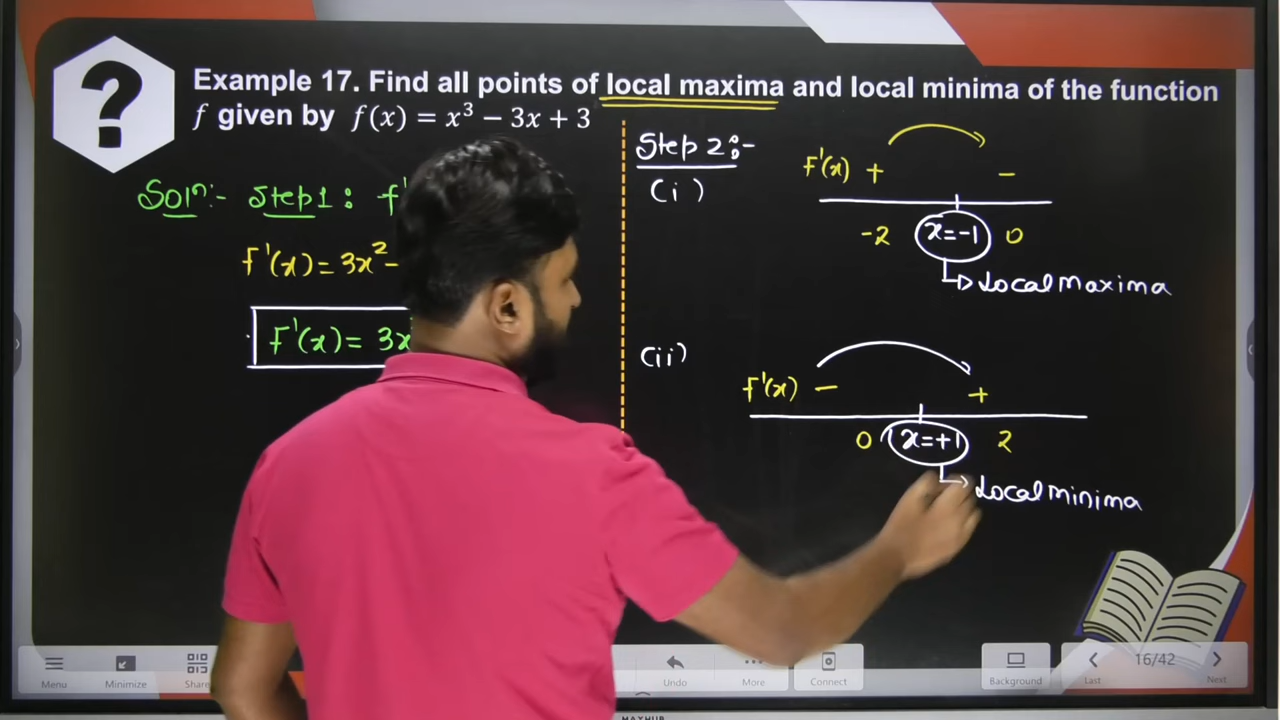 ?
Example 17. Find all points of local maxima and local minima of the function
f given by f(x) = x³ − 3x + 3
Soln:- Step1: f'
f'(x) = 3x² -
f'(x) = 3x
Step 2:-
(i)
f'(x) + -
-2 x=-1 0
Local maxima
(ii)
f'(x) - +
0 x=+1 2
Local minima
Menu Minimize Share Undo More Connect Background Last 16/42 Next
MAXHUB